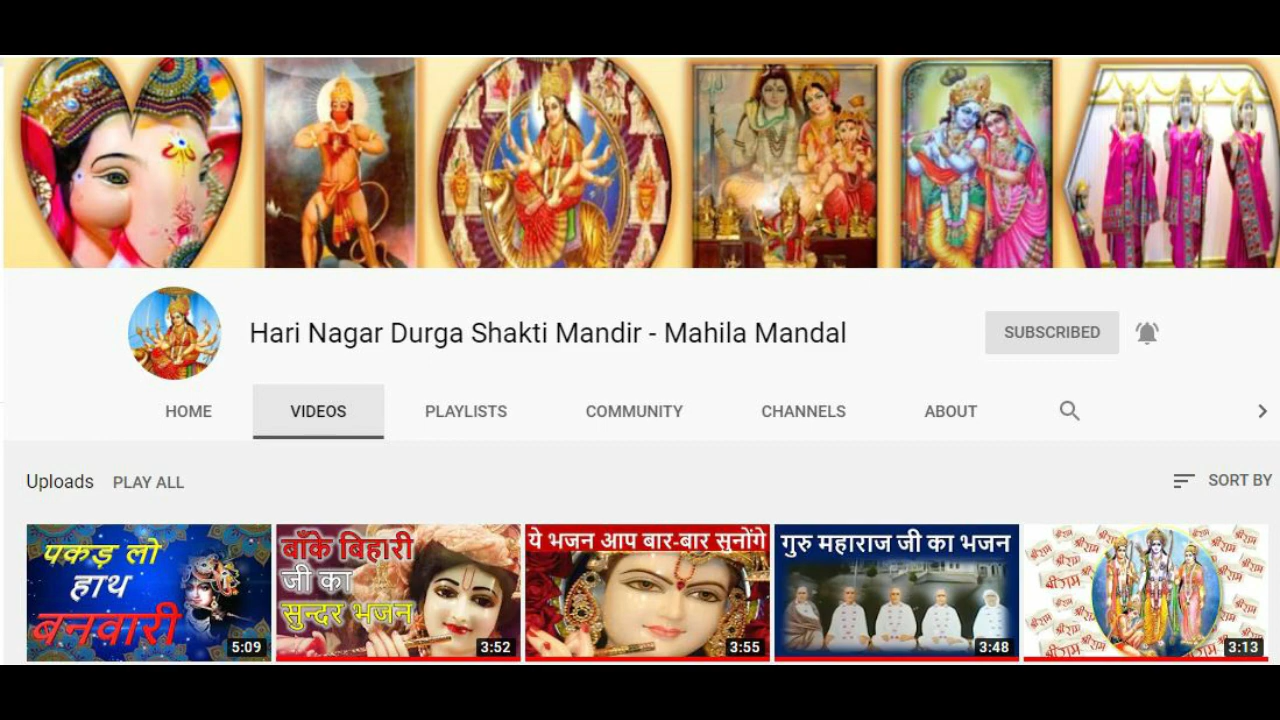 Hari Nagar Durga Shakti Mandir - Mahila Mandal
SUBSCRIBED
HOME VIDEOS PLAYLISTS COMMUNITY CHANNELS ABOUT
Uploads PLAY ALL
SORT BY
पकड़ लो
हाथ
बनवारी
5:09
बाँके बिहारी
जी का
सुन्दर भजन
3:52
ये भजन आप बार-बार सुनोंगे
3:55
गुरु महाराज जी का भजन
3:48
श्रीराम
3:13